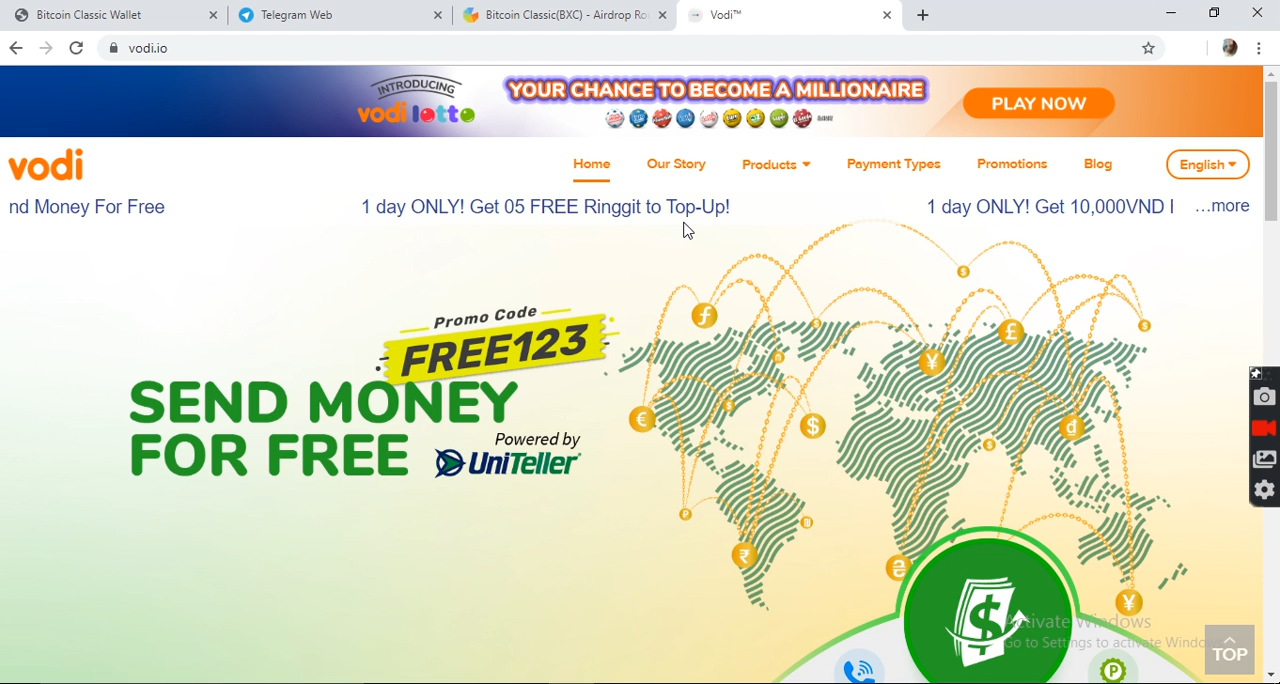 Bitcoin Classic Wallet
Telegram Web
Bitcoin Classic(BXC) - Airdrop Ro
Vodi™
vodi.io
INTRODUCING
vodi lotto
YOUR CHANCE TO BECOME A MILLIONAIRE
PLAY NOW
vodi
Home
Our Story
Products
Payment Types
Promotions
Blog
English
nd Money For Free
1 day ONLY! Get 05 FREE Ringgit to Top-Up!
1 day ONLY! Get 10,000VND I
...more
Promo Code
FREE123
SEND MONEY
FOR FREE
Powered by
UniTeller
Activate Windows
Go to Settings to activate Windows
TOP